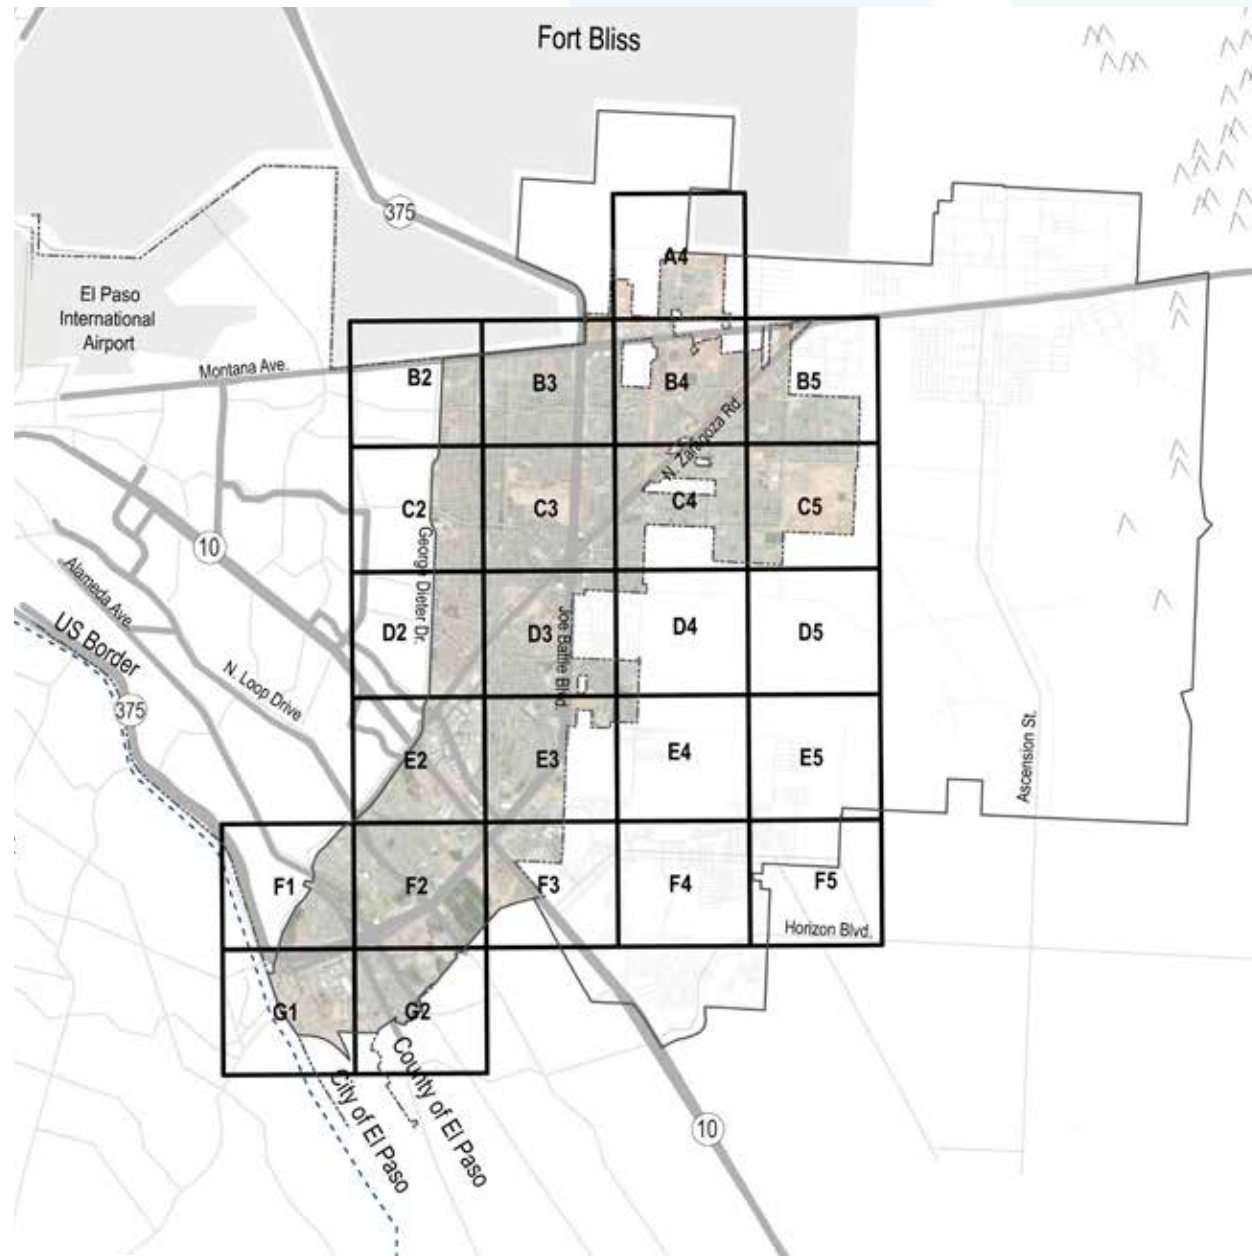 Fort Bliss
375
A4
El Paso
International
Airport
Montana Ave.
B2
B3
B4
B5
N. Zaragoza Rd.
C2
C3
C4
C5
10
George Dieter Dr.
Alameda Ave.
US Border
D2
D3
D4
D5
Joe Battle Blvd.
N. Loop Drive
375
E2
E3
E4
E5
Ascension St.
F1
F2
F3
F4
F5
Horizon Blvd.
G1
G2
City of El Paso
County of El Paso
10